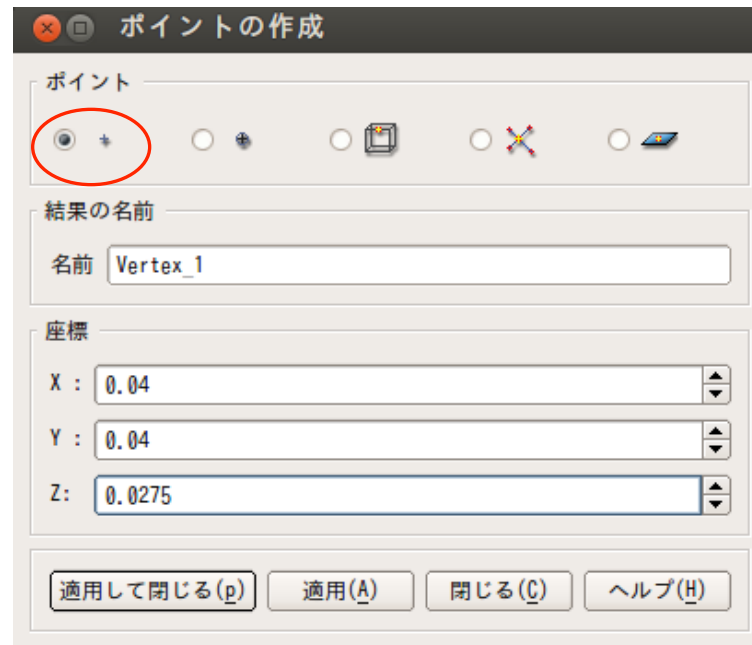 ポイントの作成
ポイント
結果の名前
名前 Vertex_1
座標
X : 0.04
Y : 0.04
Z: 0.0275
適用して閉じる(p) 適用(A) 閉じる(C) ヘルプ(H)